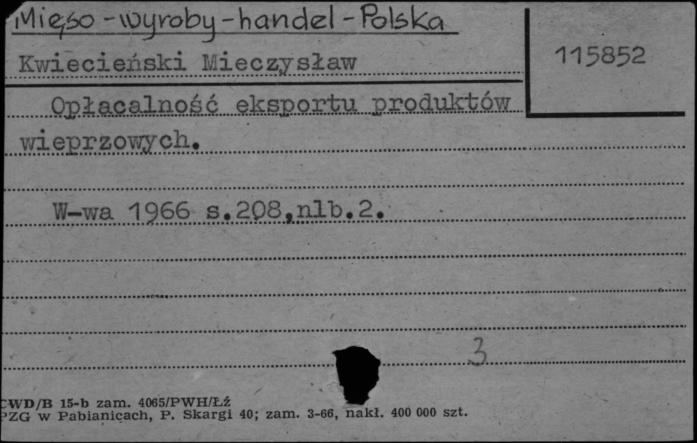 Mięso - wyroby - handel - Polska
Kwiecieński Mieczysław
115852
Opłacalność eksportu produktów
wieprzowych.
W-wa 1966 s.208,nlb.2.
3
CWD/B 15-b zam. 4065/PWH/Łź
PZG w Pabianicach, P. Skargi 40; zam. 3-66, nakł. 400 000 szt.